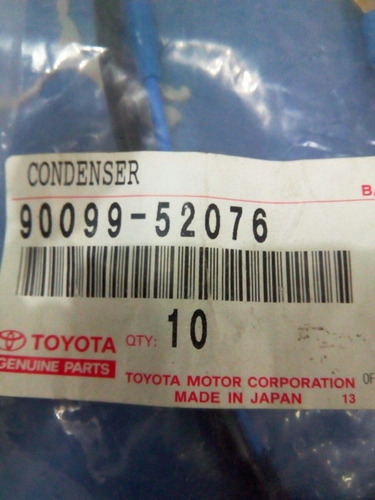 CONDENSER
90099-52076
TOYOTA QTY: 10
GENUINE PARTS
TOYOTA MOTOR CORPORATION
MADE IN JAPAN 13